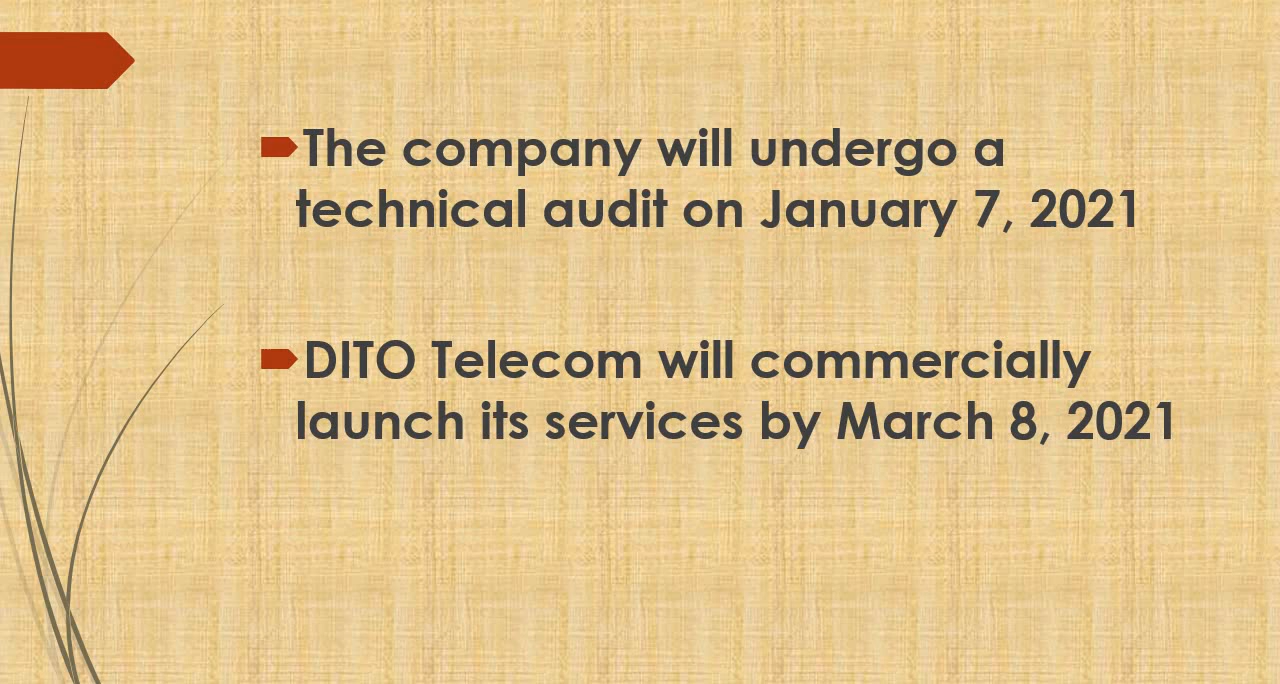 The company will undergo a
technical audit on January 7, 2021
DITO Telecom will commercially
launch its services by March 8, 2021